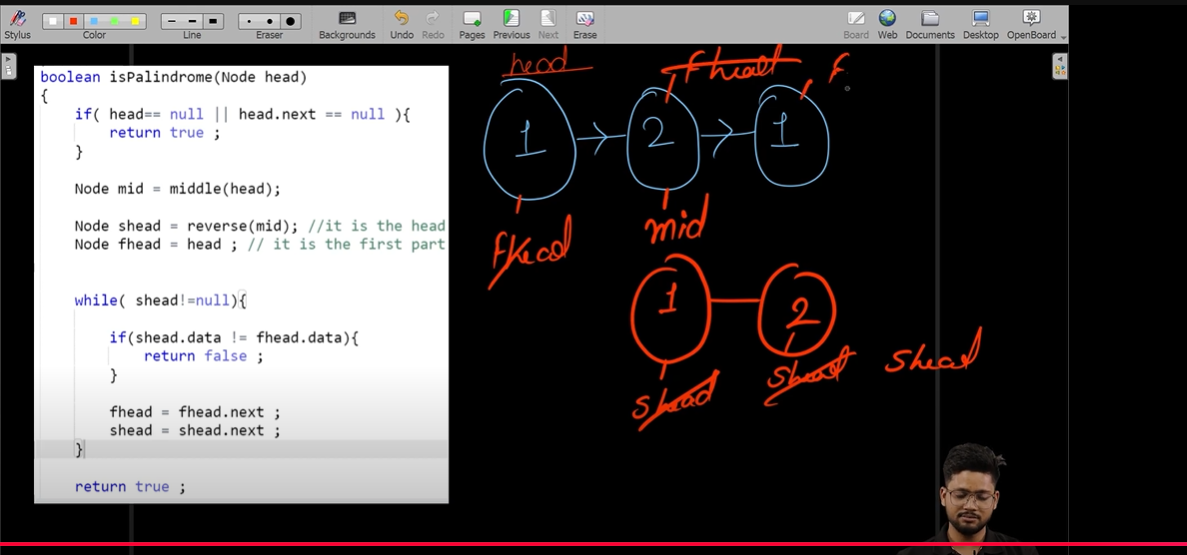 Stylus
Color
Line
Eraser
Backgrounds
Undo
Redo
Pages
Previous
Next
Erase
Board
Web
Documents
Desktop
OpenBoard
boolean isPalindrome(Node head)
{
if( head== null || head.next == null ){
return true ;
}
Node mid = middle(head);
Node shead = reverse(mid); //it is the head
Node fhead = head ; // it is the first part
while( shead!=null){
if(shead.data != fhead.data){
return false ;
}
fhead = fhead.next ;
shead = shead.next ;
}
return true ;
head
fhead
f
1
2
1
fhead
mid
1
2
shead
shead
shead